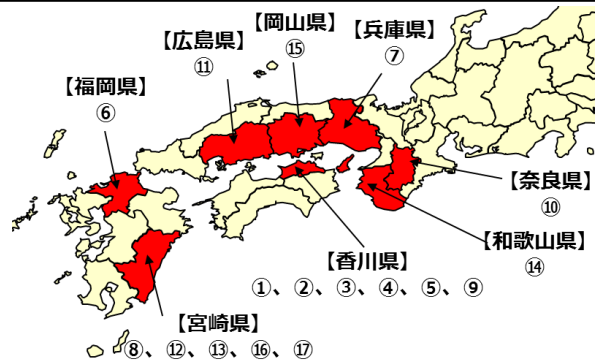 【岡山県】
⑮
【広島県】
⑪
【兵庫県】
⑦
【福岡県】
⑥
【奈良県】
⑩
【和歌山県】
⑭
【香川県】
①、②、③、④、⑤、⑨
【宮崎県】
⑧、⑫、⑬、⑯、⑰